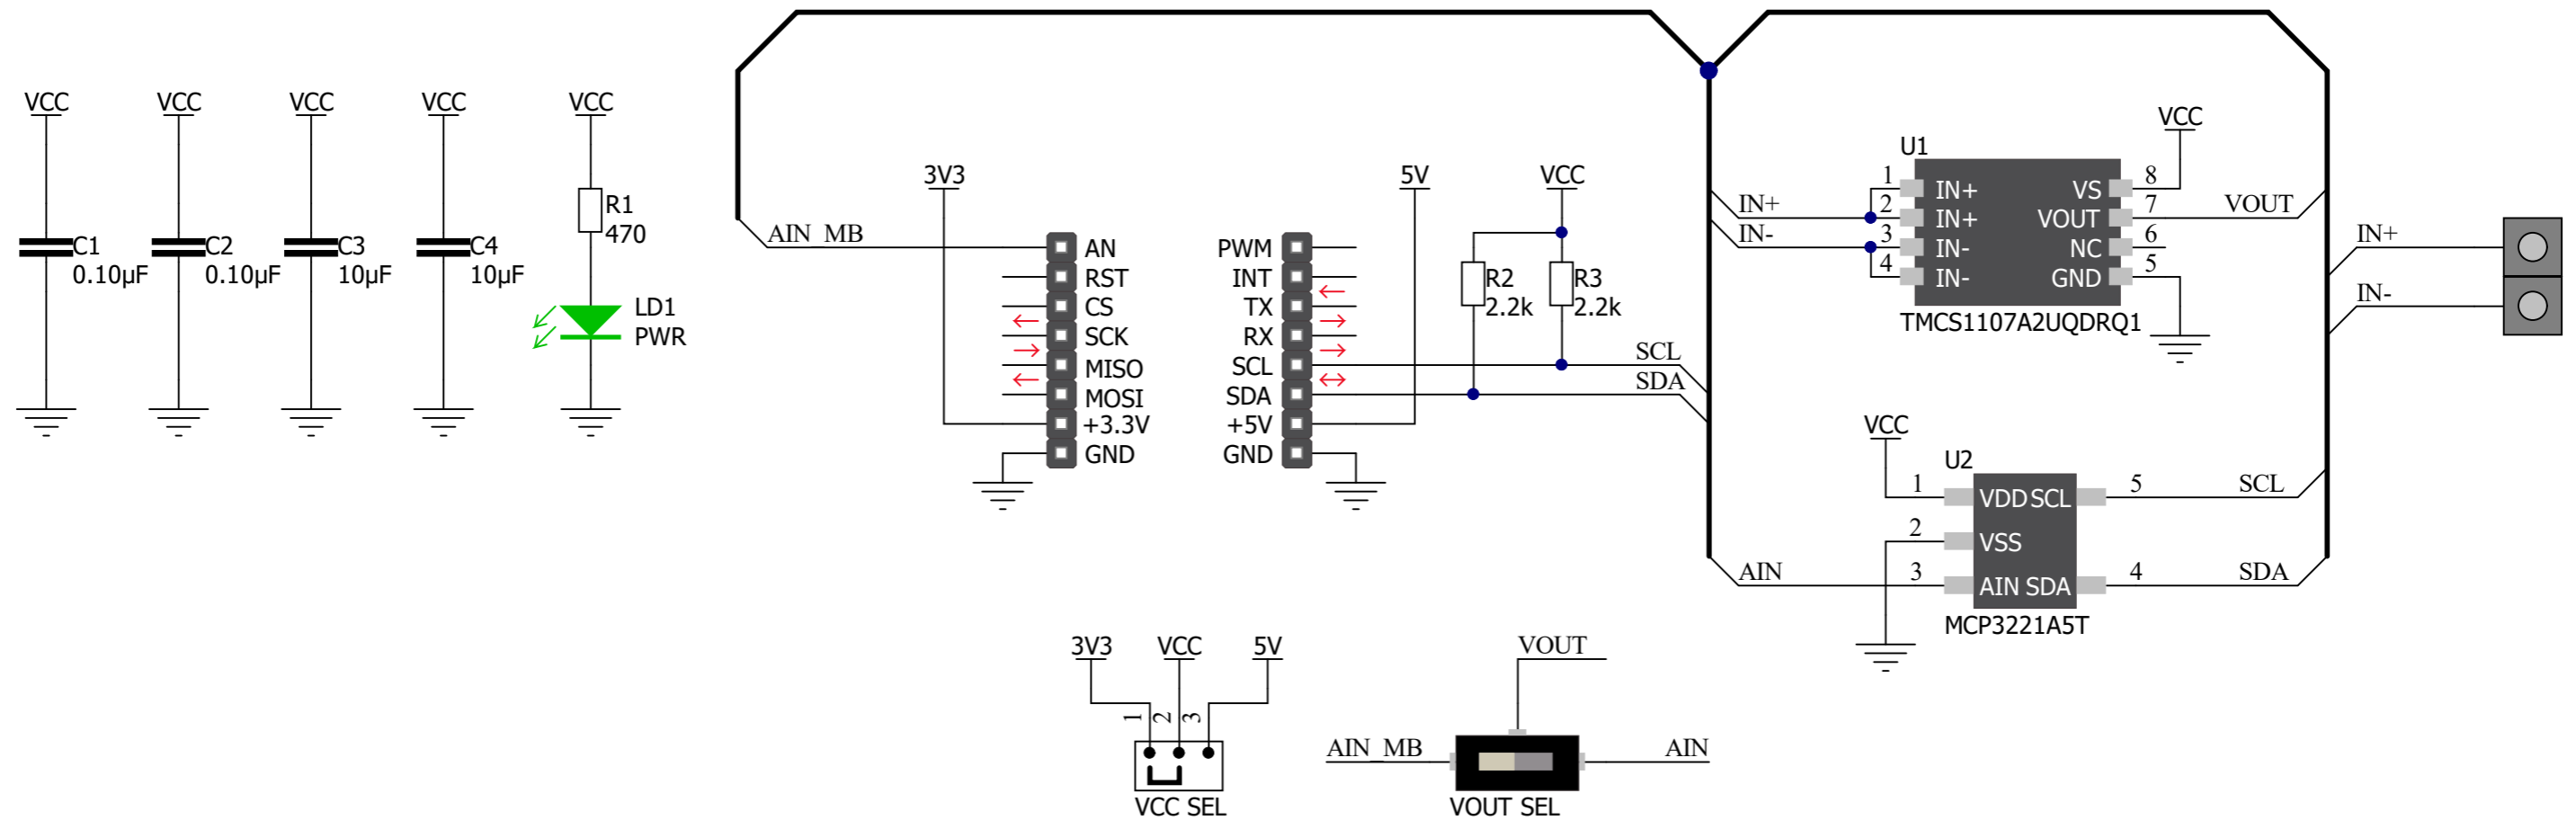 VCC
VCC
VCC
VCC
VCC
C1
0.10µF
C2
0.10µF
C3
10µF
C4
10µF
R1
470
LD1
PWR
AIN_MB
3V3
AN
RST
CS
SCK
MISO
MOSI
+3.3V
GND
PWM
INT
TX
RX
SCL
SDA
+5V
GND
5V
VCC
R2
2.2k
R3
2.2k
SCL
SDA
IN+
IN-
U1
1
2
3
4
IN+
IN+
IN-
IN-
VS
VOUT
NC
GND
8
7
6
5
VCC
VOUT
TMCS1107A2UQDRQ1
IN+
IN-
VCC
U2
1
2
3
VDD SCL
VSS
AIN SDA
5
4
SCL
SDA
AIN
MCP3221A5T
3V3 VCC 5V
1 2 3
VCC SEL
VOUT
AIN_MB
AIN
VOUT SEL